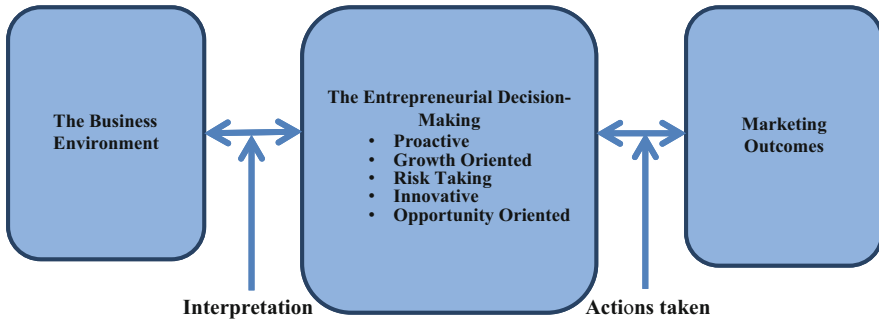 The Business
Environment
The Entrepreneurial Decision-
Making
• Proactive
• Growth Oriented
• Risk Taking
• Innovative
• Opportunity Oriented
Marketing
Outcomes
Interpretation
Actions taken